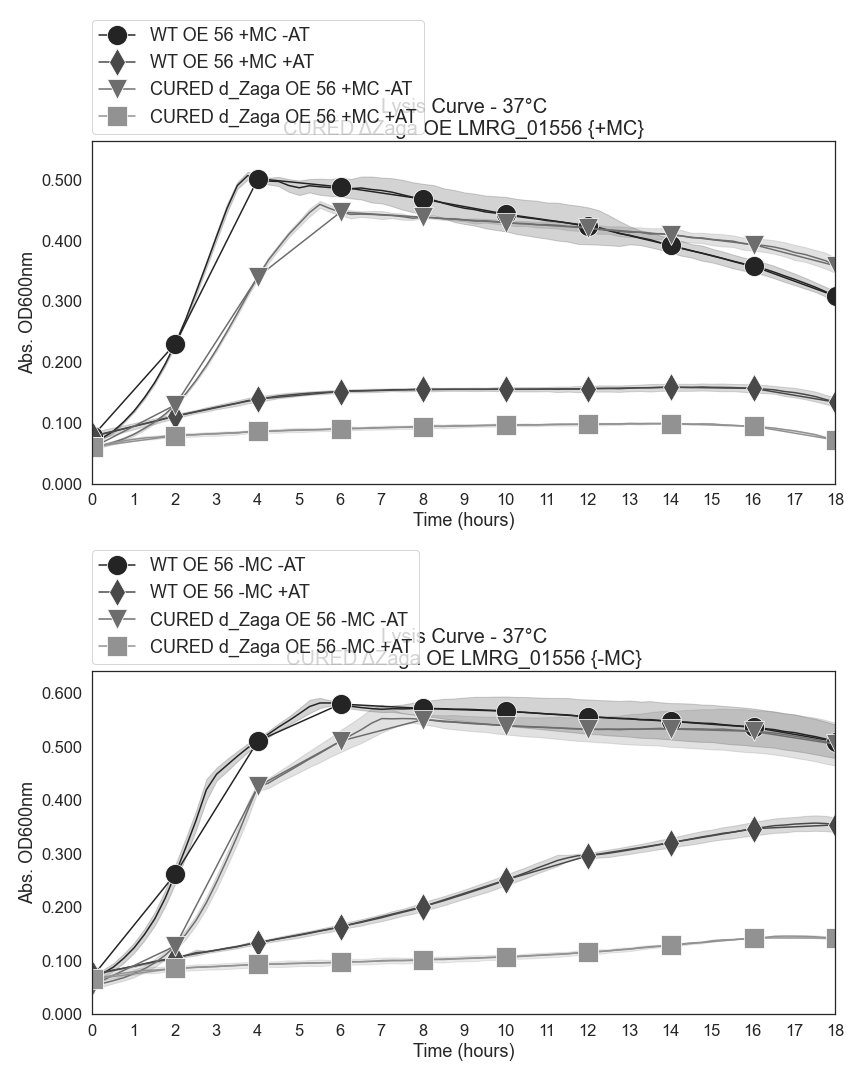 WT OE 56 +MC -AT
WT OE 56 +MC +AT
CURED d_Zaga OE 56 +MC -AT
CURED d_Zaga OE 56 +MC +AT
Lysis Curve - 37°C
CURED ΔZaga OE LMRG_01556 {+MC}
Abs. OD600nm
0.500
0.400
0.300
0.200
0.100
0.000
0 1 2 3 4 5 6 7 8 9 10 11 12 13 14 15 16 17 18
Time (hours)
WT OE 56 -MC -AT
WT OE 56 -MC +AT
CURED d_Zaga OE 56 -MC -AT
CURED d_Zaga OE 56 -MC +AT
Lysis Curve - 37°C
CURED ΔZaga OE LMRG_01556 {-MC}
Abs. OD600nm
0.600
0.500
0.400
0.300
0.200
0.100
0.000
0 1 2 3 4 5 6 7 8 9 10 11 12 13 14 15 16 17 18
Time (hours)